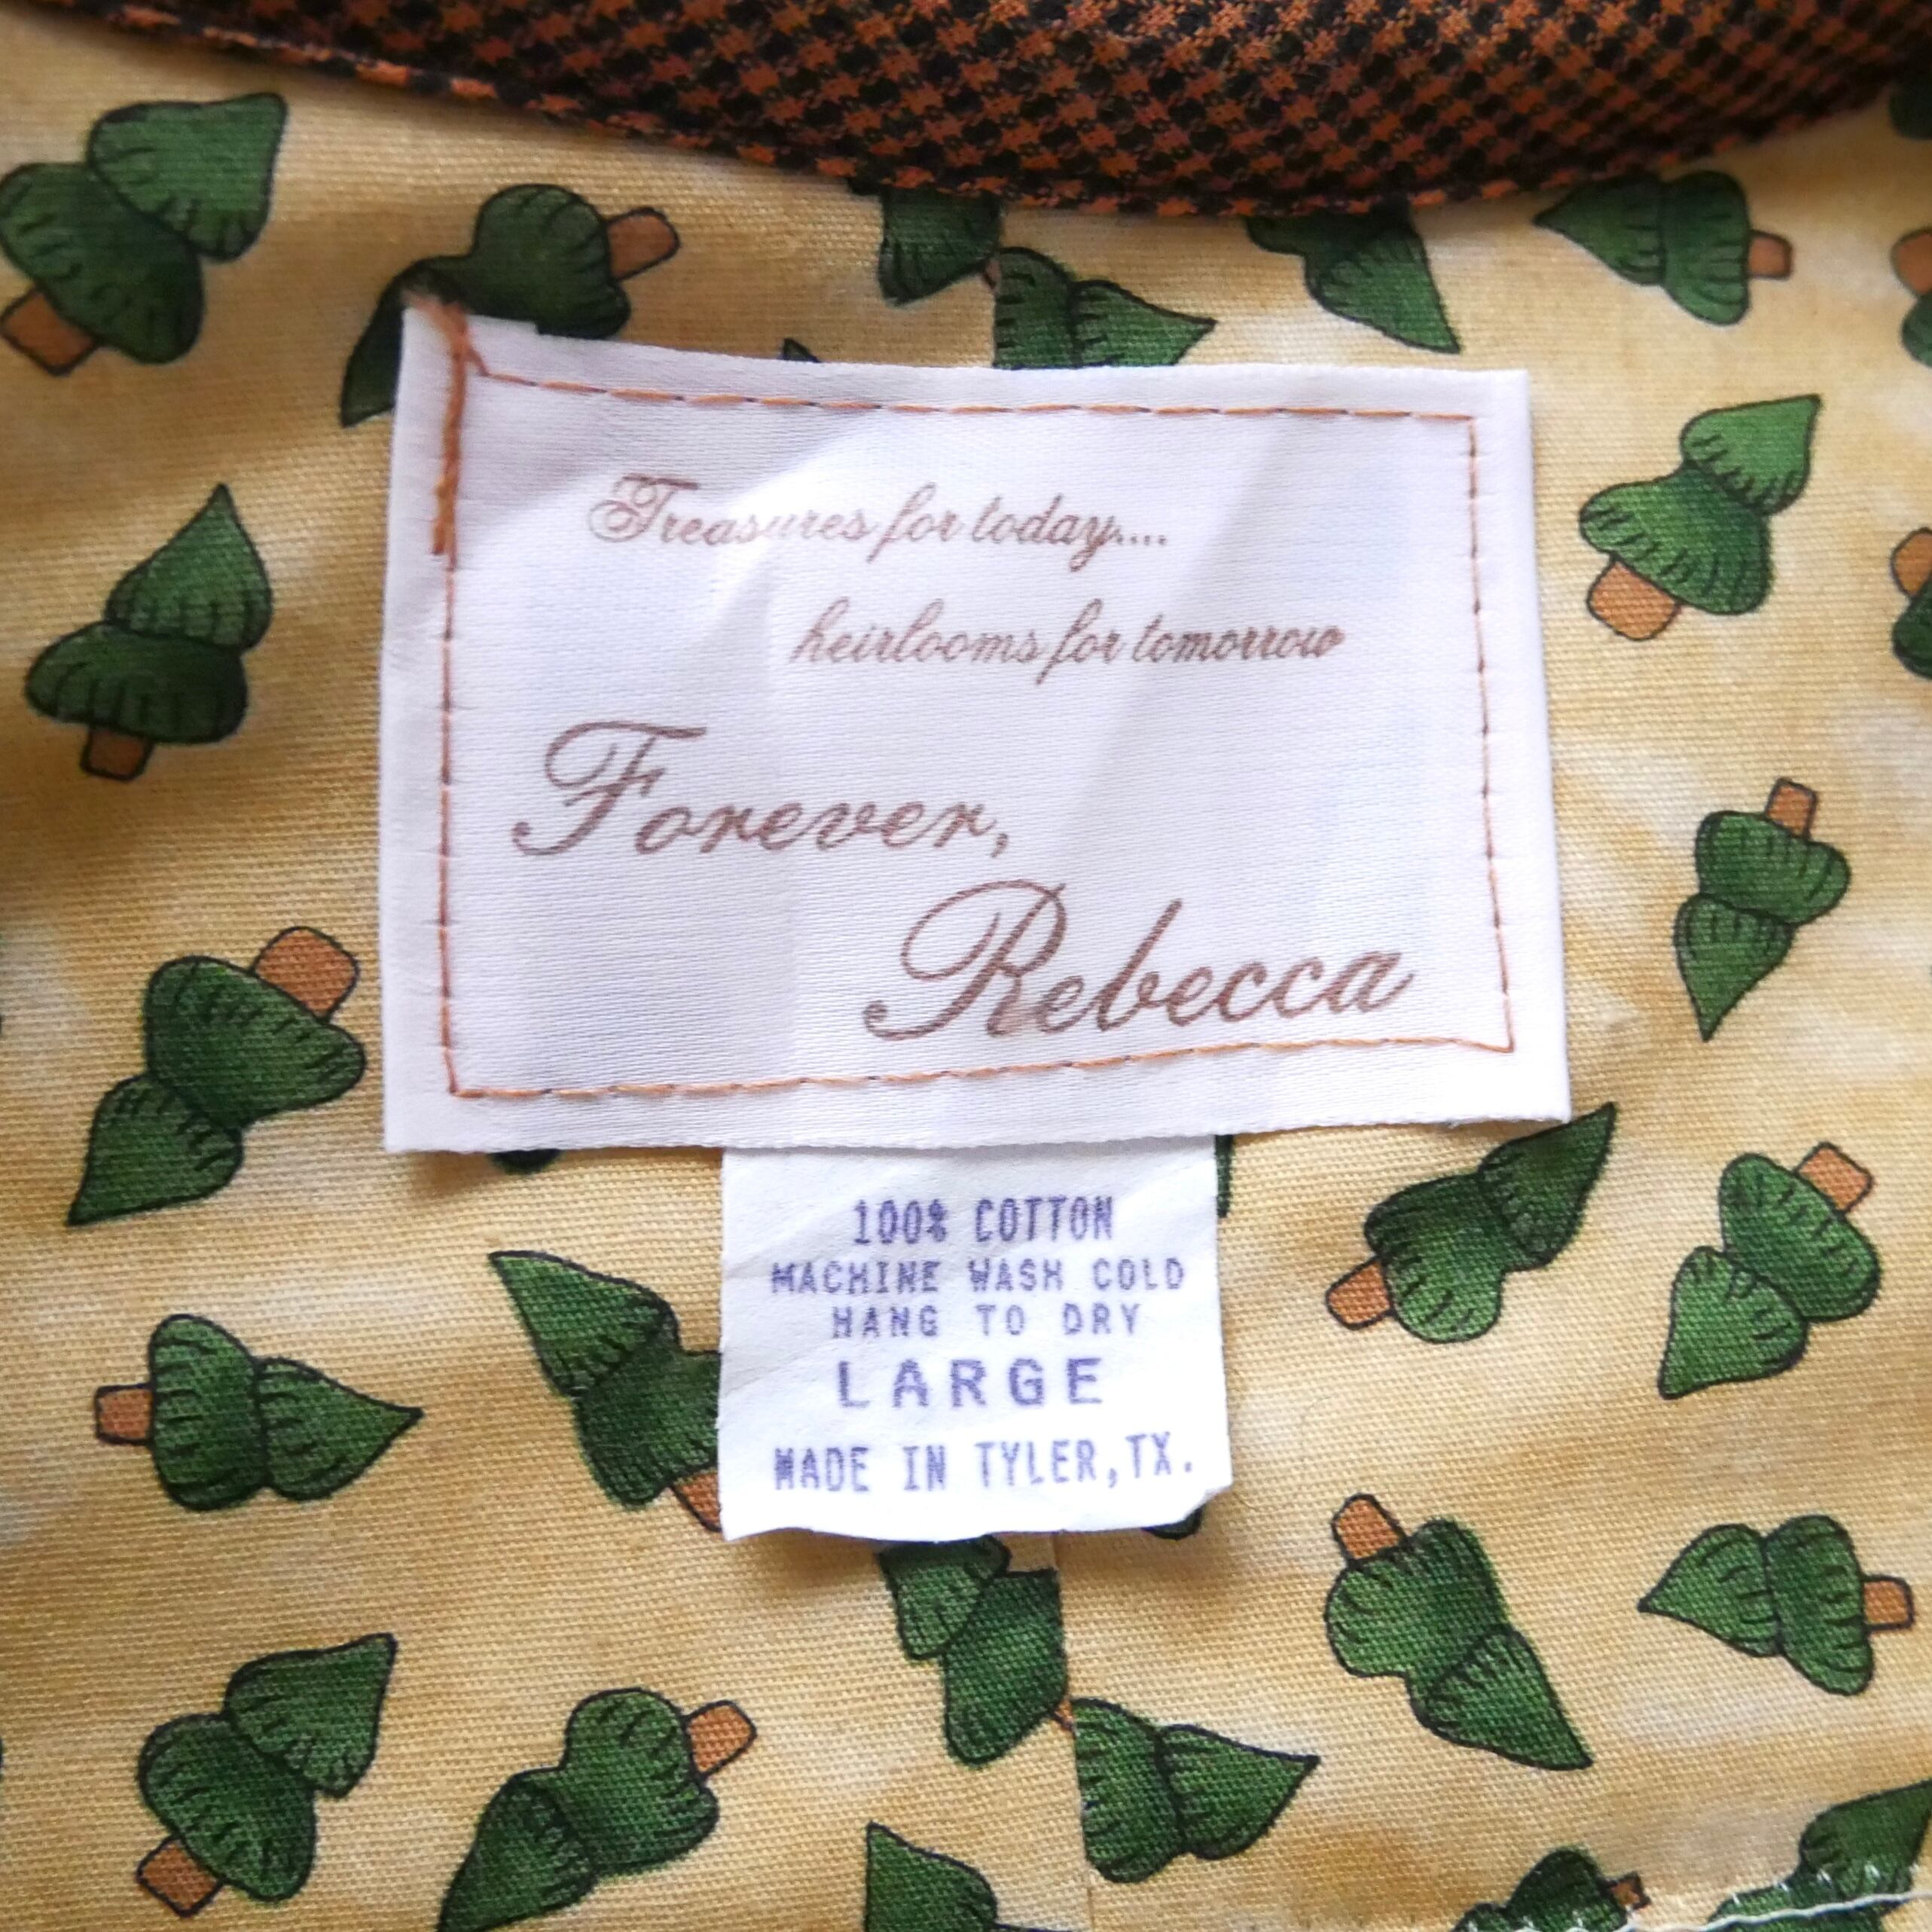 Treasures for today....
heirlooms for tomorrow
Forever,
Rebecca
100% COTTON
MACHINE WASH COLD
HANG TO DRY
LARGE
MADE IN TYLER,TX.